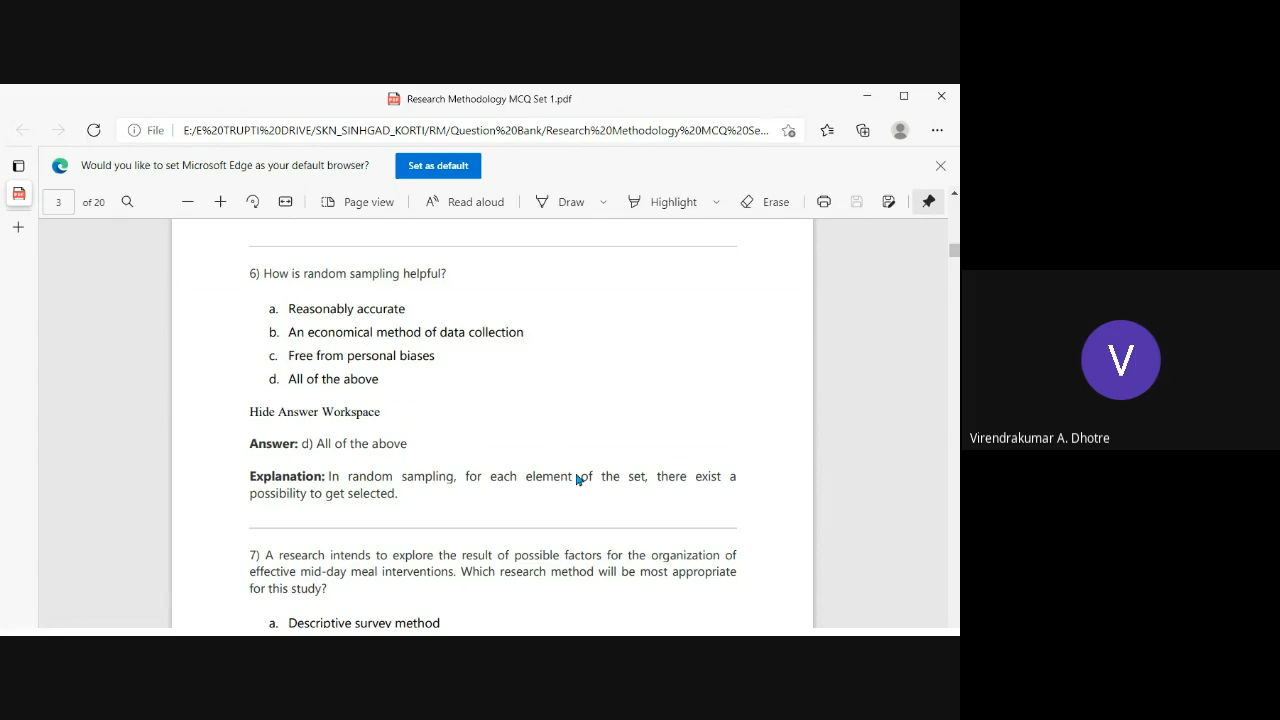 Research Methodology MCQ Set 1.pdf
File E:/E%20TRUPTI%20DRIVE/SKN_SINHGAD_KORTI/RM/Question%20Bank/Research%20Methodology%20MCQ%20Se...
Would you like to set Microsoft Edge as your default browser? Set as default
3 of 20 Page view Read aloud Draw Highlight Erase
6) How is random sampling helpful?
a. Reasonably accurate
b. An economical method of data collection
c. Free from personal biases
d. All of the above
Hide Answer Workspace
Answer: d) All of the above
Explanation: In random sampling, for each element of the set, there exist a
possibility to get selected.
7) A research intends to explore the result of possible factors for the organization of
effective mid-day meal interventions. Which research method will be most appropriate
for this study?
a. Descriptive survey method
V
Virendrakumar A. Dhotre